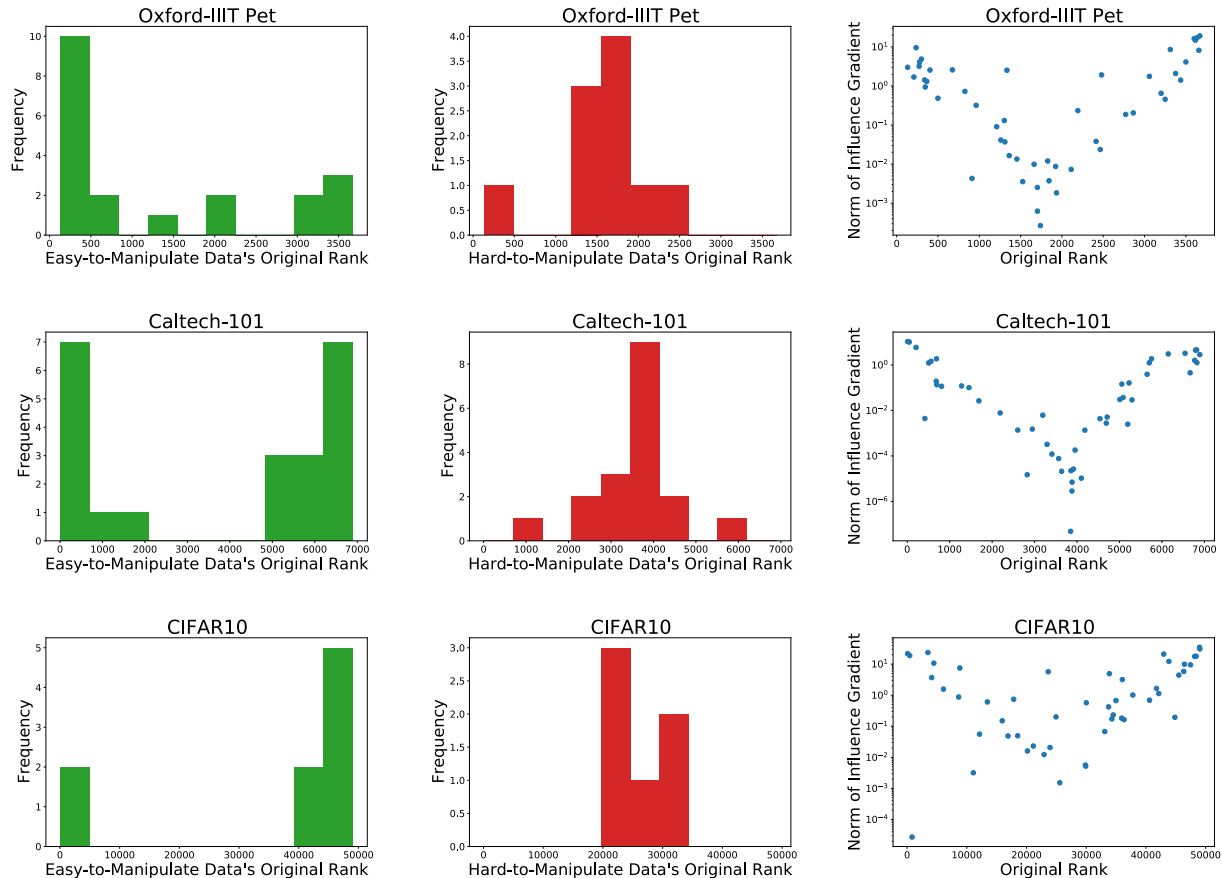 Oxford-IIIT Pet
Frequency
10
8
6
4
2
0
0 500 1000 1500 2000 2500 3000 3500
Easy-to-Manipulate Data's Original Rank
Oxford-IIIT Pet
Frequency
4.0
3.5
3.0
2.5
2.0
1.5
1.0
0.5
0.0
0 500 1000 1500 2000 2500 3000 3500
Hard-to-Manipulate Data's Original Rank
Oxford-IIIT Pet
Norm of Influence Gradient
10¹
10⁰
10⁻¹
10⁻²
10⁻³
0 500 1000 1500 2000 2500 3000 3500
Original Rank
Caltech-101
Frequency
7
6
5
4
3
2
1
0
0 1000 2000 3000 4000 5000 6000 7000
Easy-to-Manipulate Data's Original Rank
Caltech-101
Frequency
8
6
4
2
0
0 1000 2000 3000 4000 5000 6000 7000
Hard-to-Manipulate Data's Original Rank
Caltech-101
Norm of Influence Gradient
10⁰
10⁻²
10⁻⁴
10⁻⁶
0 1000 2000 3000 4000 5000 6000 7000
Original Rank
CIFAR10
Frequency
5
4
3
2
1
0
0 10000 20000 30000 40000 50000
Easy-to-Manipulate Data's Original Rank
CIFAR10
Frequency
3.0
2.5
2.0
1.5
1.0
0.5
0.0
0 10000 20000 30000 40000 50000
Hard-to-Manipulate Data's Original Rank
CIFAR10
Norm of Influence Gradient
10¹
10⁰
10⁻¹
10⁻²
10⁻³
10⁻⁴
0 10000 20000 30000 40000 50000
Original Rank